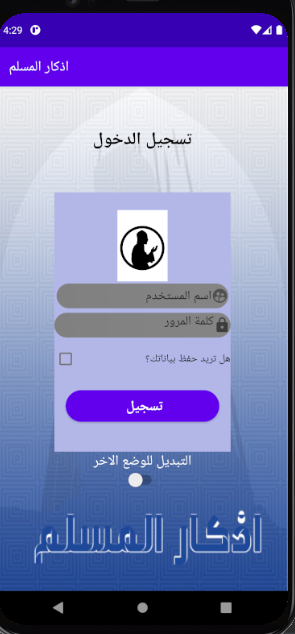 4:29
اذكار المسلم
تسجيل الدخول
اسم المستخدم
كلمة المرور
هل تريد حفظ بياناتك؟
تسجيل
التبديل للوضع الاخر
اذكار المسلم